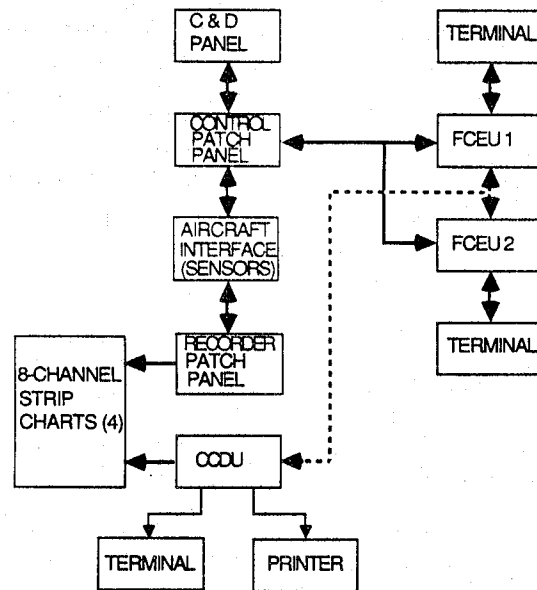 C & D
PANEL
TERMINAL
CONTROL
PATCH
PANEL
FCEU 1
AIRCRAFT
INTERFACE
(SENSORS)
FCEU 2
RECORDER
PATCH
PANEL
TERMINAL
8-CHANNEL
STRIP
CHARTS (4)
CCDU
TERMINAL
PRINTER